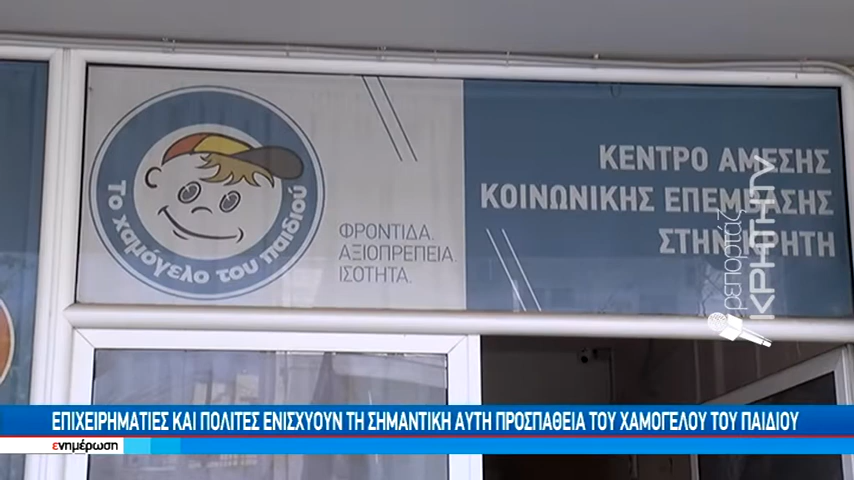 Το χαμόγελο του παιδιού
ΦΡΟΝΤΙΔΑ.
ΑΞΙΟΠΡΕΠΕΙΑ.
ΙΣΟΤΗΤΑ.
ΚΕΝΤΡΟ ΑΜΕΣΗΣ
ΚΟΙΝΩΝΙΚΗΣ ΕΠΕΜΒΑΣΗΣ
ΣΤΗΝ ΚΡΗΤΗ
ρεπορτάζ
ΚΡΗΤΗ TV
ΕΠΙΧΕΙΡΗΜΑΤΙΕΣ ΚΑΙ ΠΟΛΙΤΕΣ ΕΝΙΣΧΥΟΥΝ ΤΗ ΣΗΜΑΝΤΙΚΗ ΑΥΤΗ ΠΡΟΣΠΑΘΕΙΑ ΤΟΥ ΧΑΜΟΓΕΛΟΥ ΤΟΥ ΠΑΙΔΙΟΥ
ενημέρωση